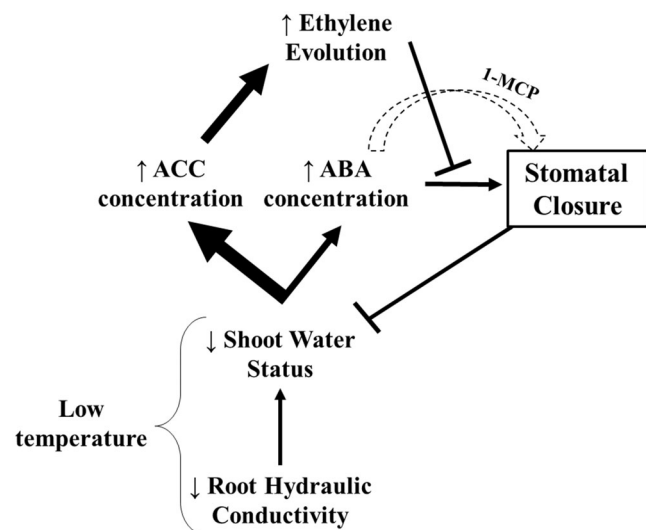 ↑ Ethylene
Evolution
1-MCP
↑ ACC
concentration
↑ ABA
concentration
Stomatal
Closure
↓ Shoot Water
Status
Low
temperature
↓ Root Hydraulic
Conductivity